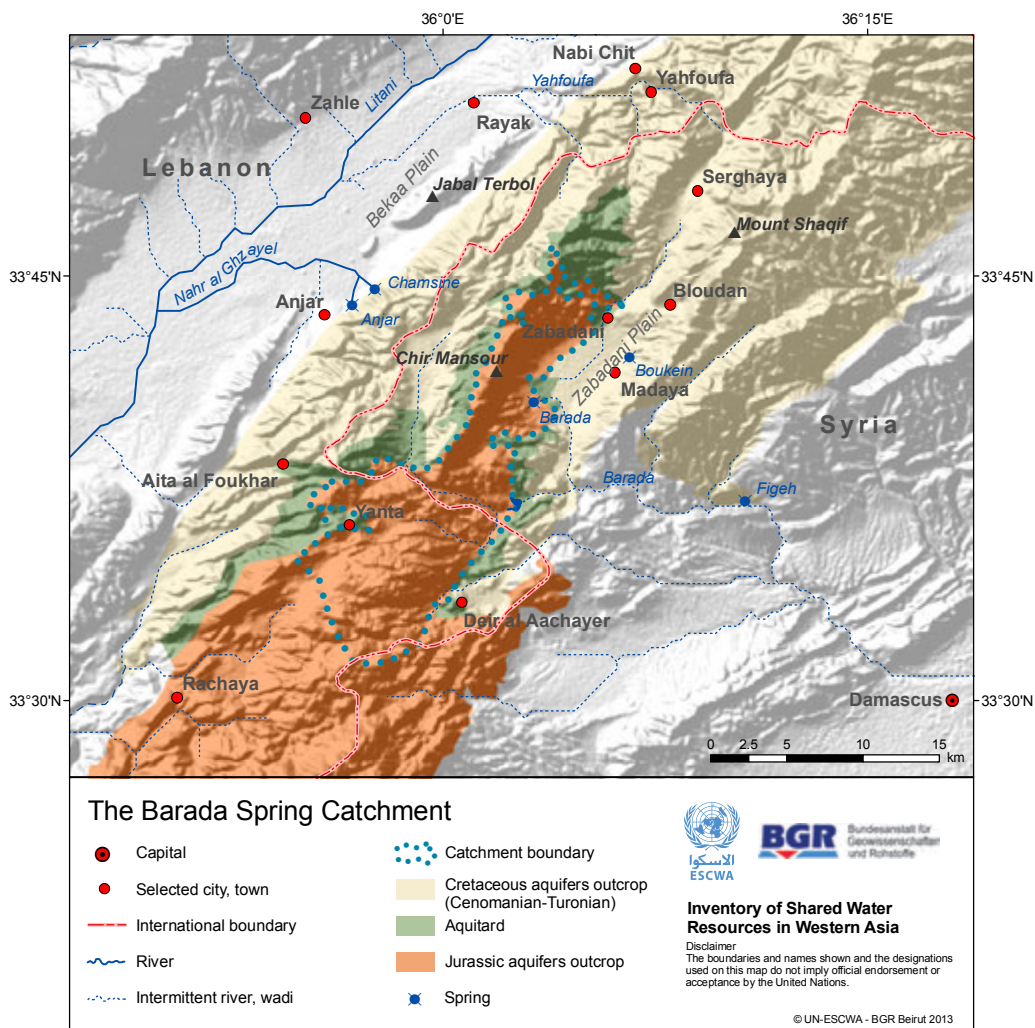 36°0'E
36°15'E
Nabi Chit
Yahfoufa
Yahfoufa
Zahle
Litani
Rayak
Lebanon
Bekaa Plain
Jabal Terbol
Serghaya
Mount Shaqif
33°45'N
33°45'N
Nahr al Ghzayel
Chamsine
Anjar
Anjar
Bloudan
Zabadani
Zabadani Plain
Chir Mansour
Boukein
Madaya
Barada
Syria
Aita al Foukhar
Barada
Figeh
Yanta
Deir al Aachayer
Rachaya
33°30'N
Damascus
33°30'N
0 2.5 5 10 15
km
The Barada Spring Catchment
Capital
Selected city, town
International boundary
River
Intermittent river, wadi
Catchment boundary
Cretaceous aquifers outcrop
(Cenomanian-Turonian)
Aquitard
Jurassic aquifers outcrop
Spring
الاسكوا
ESCWA
BGR
Bundesanstalt für
Geowissenschaften
und Rohstoffe
Inventory of Shared Water
Resources in Western Asia
Disclaimer
The boundaries and names shown and the designations
used on this map do not imply official endorsement or
acceptance by the United Nations.
© UN-ESCWA - BGR Beirut 2013